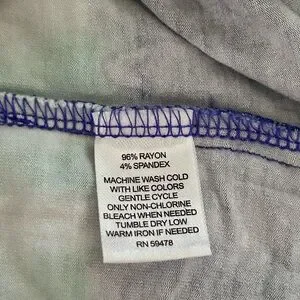 96% RAYON
4% SPANDEX
MACHINE WASH COLD
WITH LIKE COLORS
GENTLE CYCLE
ONLY NON-CHLORINE
BLEACH WHEN NEEDED
TUMBLE DRY LOW
WARM IRON IF NEEDED
RN 59478